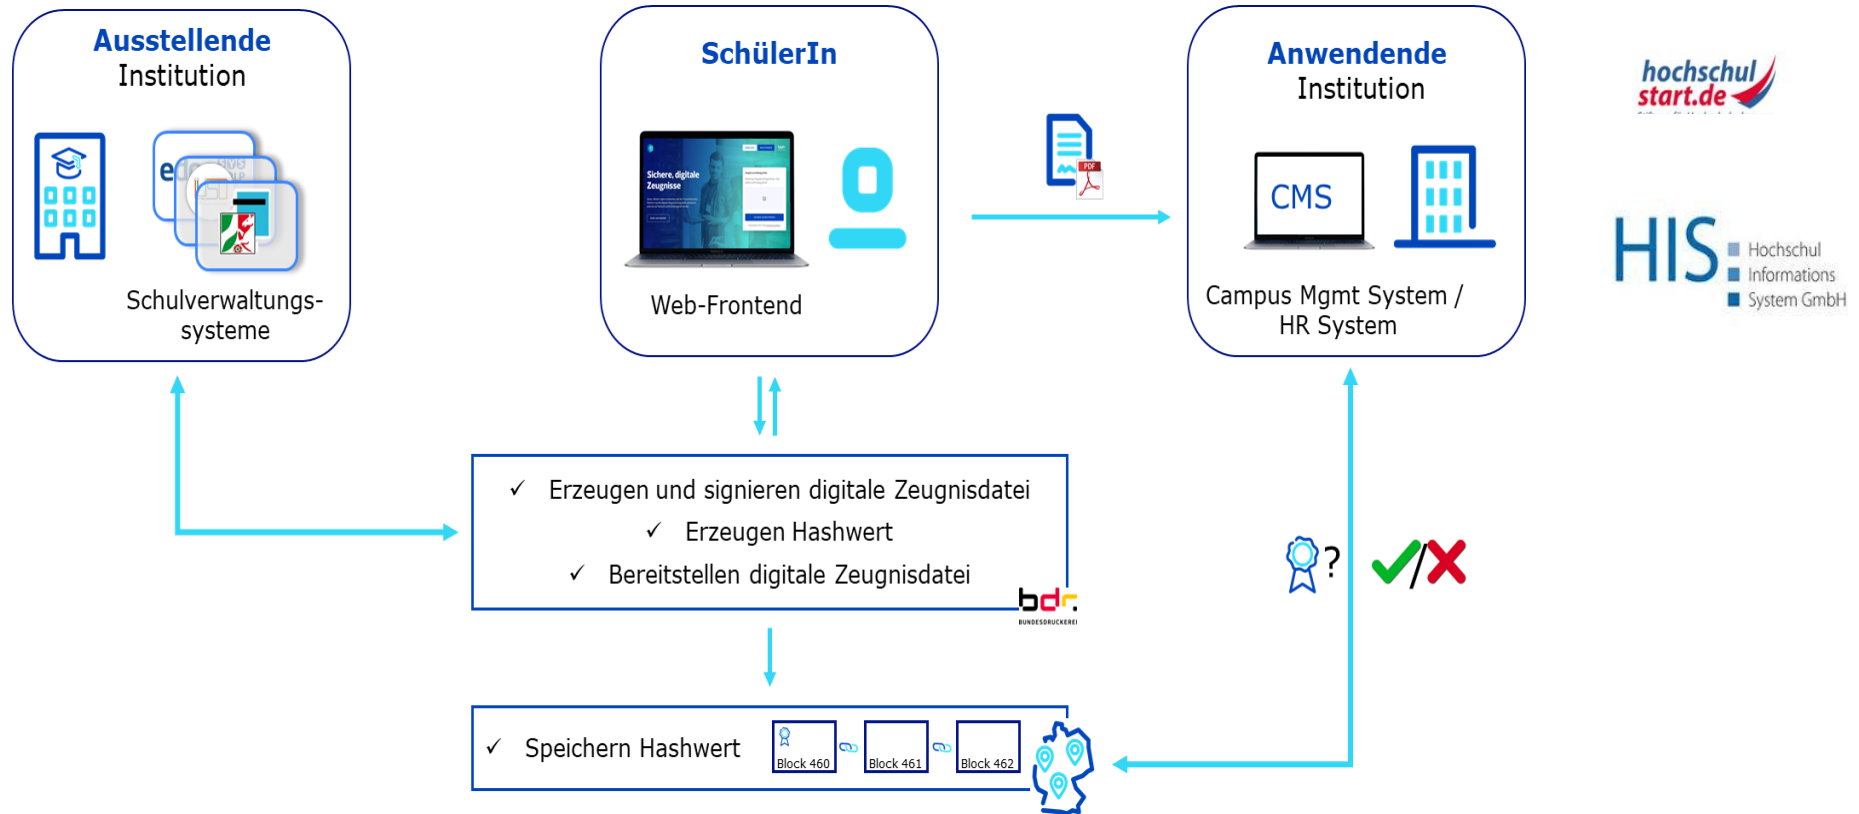 Ausstellende
Institution
Schulverwaltungs-
systeme
SchülerIn
Sichere, digitale
Zeugnisse
Web-Frontend
PDF
Anwendende
Institution
CMS
Campus Mgmt System /
HR System
hochschul
start.de
HIS
Hochschul
Informations
System GmbH
✓ Erzeugen und signieren digitale Zeugnisdatei
✓ Erzeugen Hashwert
✓ Bereitstellen digitale Zeugnisdatei
bdr.
BUNDESDRUCKEREI
?
/
✓ Speichern Hashwert
Block 460
Block 461
Block 462